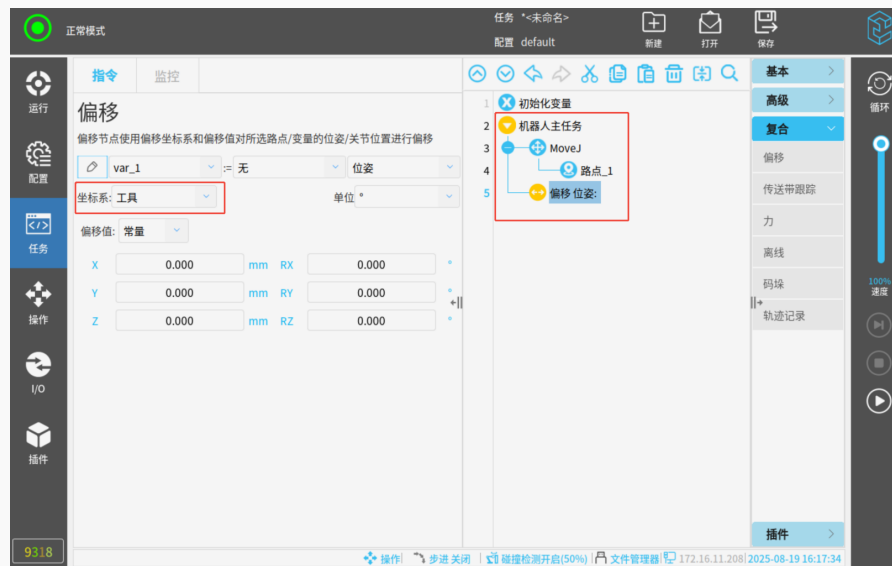 正常模式
任务 *<未命名>
配置 default
新建
打开
保存
运行
配置
任务
操作
I/O
插件
9318
指令
监控
偏移
偏移节点使用偏移坐标系和偏移值对所选路点/变量的位姿/关节位置进行偏移
var_1 := 无 位姿
坐标系: 工具 单位 °
偏移值: 常量
X 0.000 mm RX 0.000 °
Y 0.000 mm RY 0.000 °
Z 0.000 mm RZ 0.000 °
1 初始化变量
2 机器人主任务
3 MoveJ
4 路点_1
5 偏移 位姿:
基本
高级
复合
偏移
传送带跟踪
力
离线
码垛
轨迹记录
插件
循环
100%
速度
操作 步进 关闭 碰撞检测开启(50%) 文件管理器 172.16.11.208 2025-08-19 16:17:34